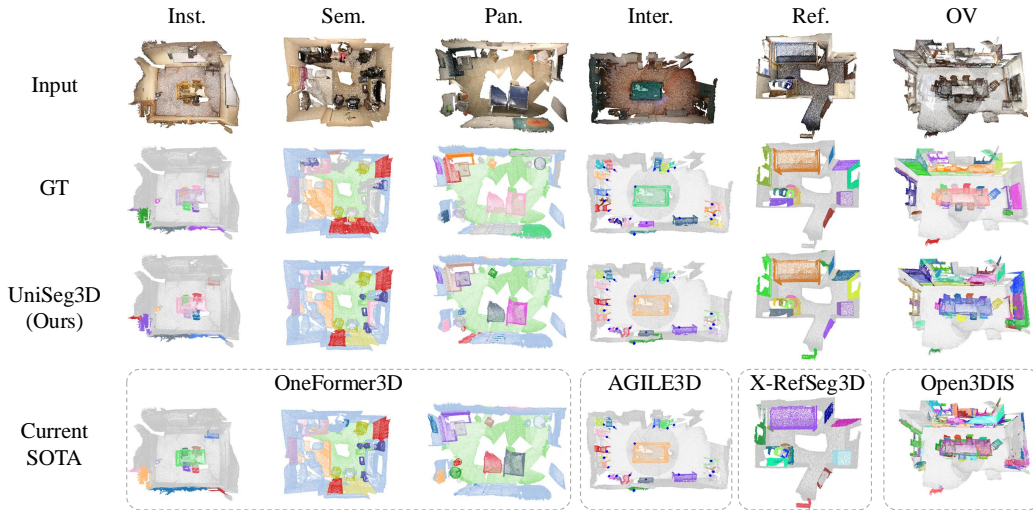 Inst. Sem. Pan. Inter. Ref. OV
Input
GT
UniSeg3D
(Ours)
OneFormer3D AGILE3D X-RefSeg3D Open3DIS
Current
SOTA